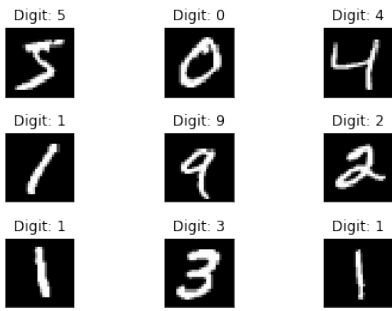 Digit: 5 Digit: 0 Digit: 4
5 0 4
Digit: 1 Digit: 9 Digit: 2
1 9 2
Digit: 1 Digit: 3 Digit: 1
1 3 1